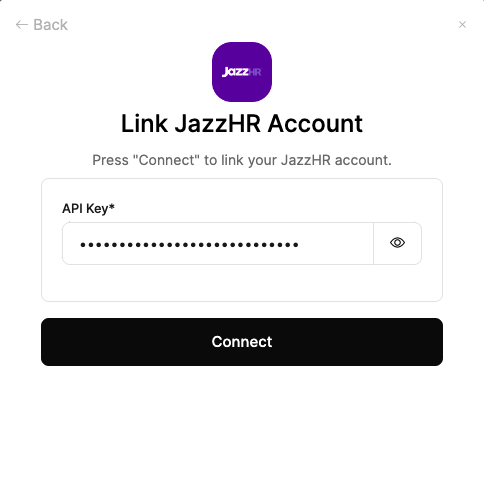 ← Back
×
JazzHR
Link JazzHR Account
Press "Connect" to link your JazzHR account.
API Key*
••••••••••••••••••••••••••••
Connect